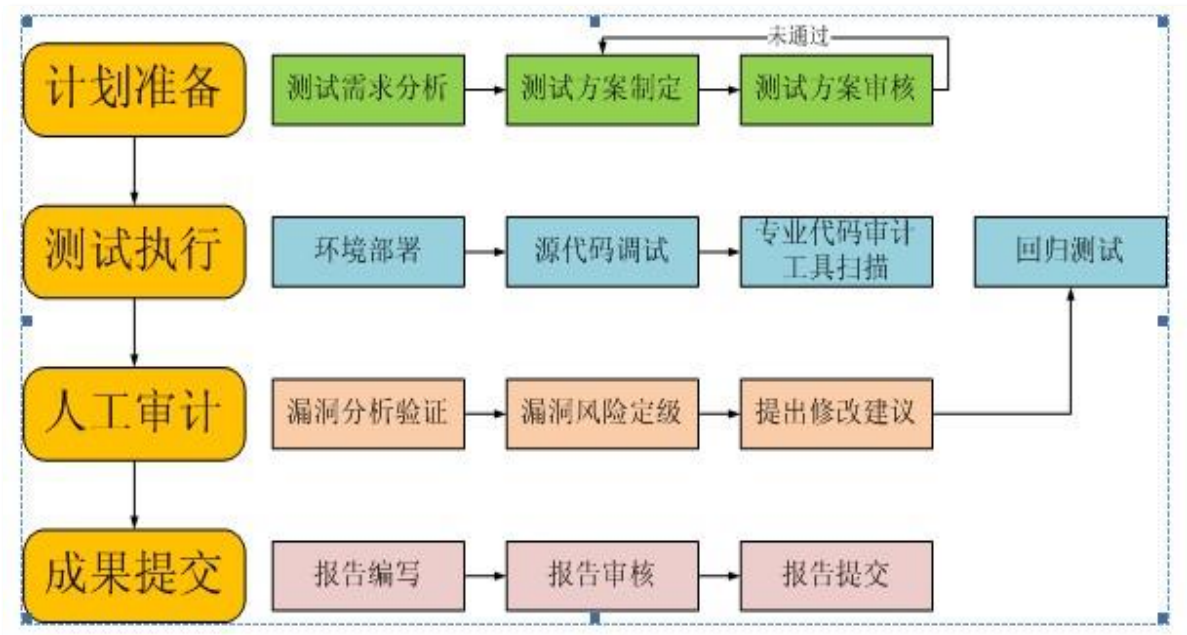 未通过
计划准备
测试需求分析
测试方案制定
测试方案审核
测试执行
环境部署
源代码调试
专业代码审计
工具扫描
回归测试
人工审计
漏洞分析验证
漏洞风险定级
提出修改建议
成果提交
报告编写
报告审核
报告提交